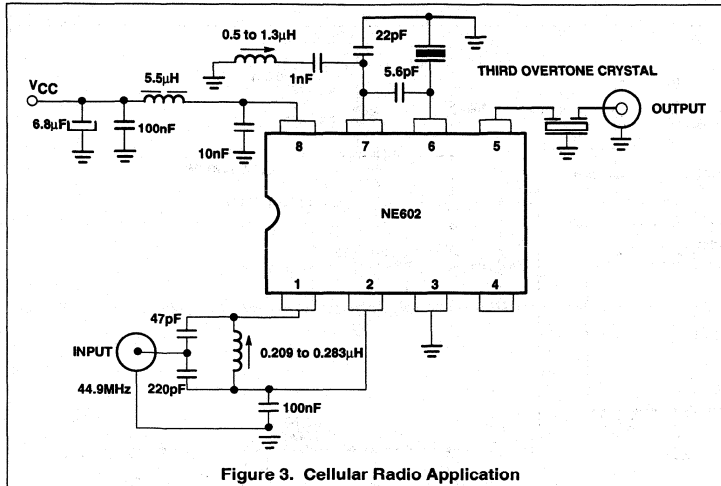 0.5 to 1.3µH
22pF
5.5µH
1nF
5.6pF
THIRD OVERTONE CRYSTAL
VCC
OUTPUT
6.8µF
100nF
10nF
8
7
6
5
NE602
1
2
3
4
47pF
INPUT
0.209 to 0.283µH
44.9MHz
220pF
100nF
Figure 3. Cellular Radio Application